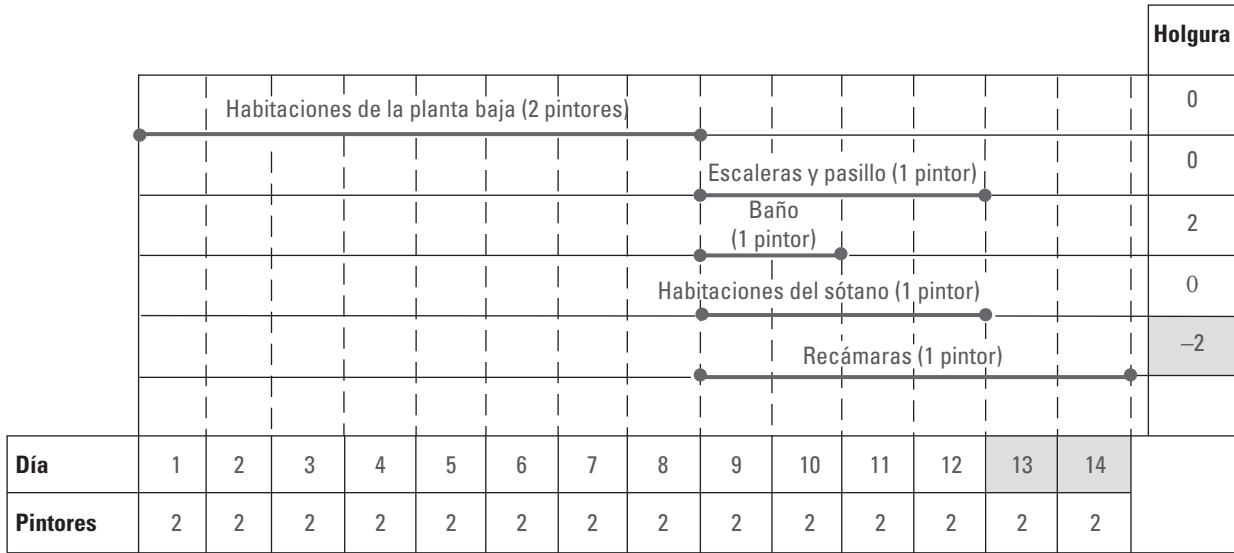 Holgura
Habitaciones de la planta baja (2 pintores)
0
Escaleras y pasillo (1 pintor)
0
Baño
(1 pintor)
2
Habitaciones del sótano (1 pintor)
0
Recámaras (1 pintor)
–2
Día 1 2 3 4 5 6 7 8 9 10 11 12 13 14
Pintores 2 2 2 2 2 2 2 2 2 2 2 2 2 2